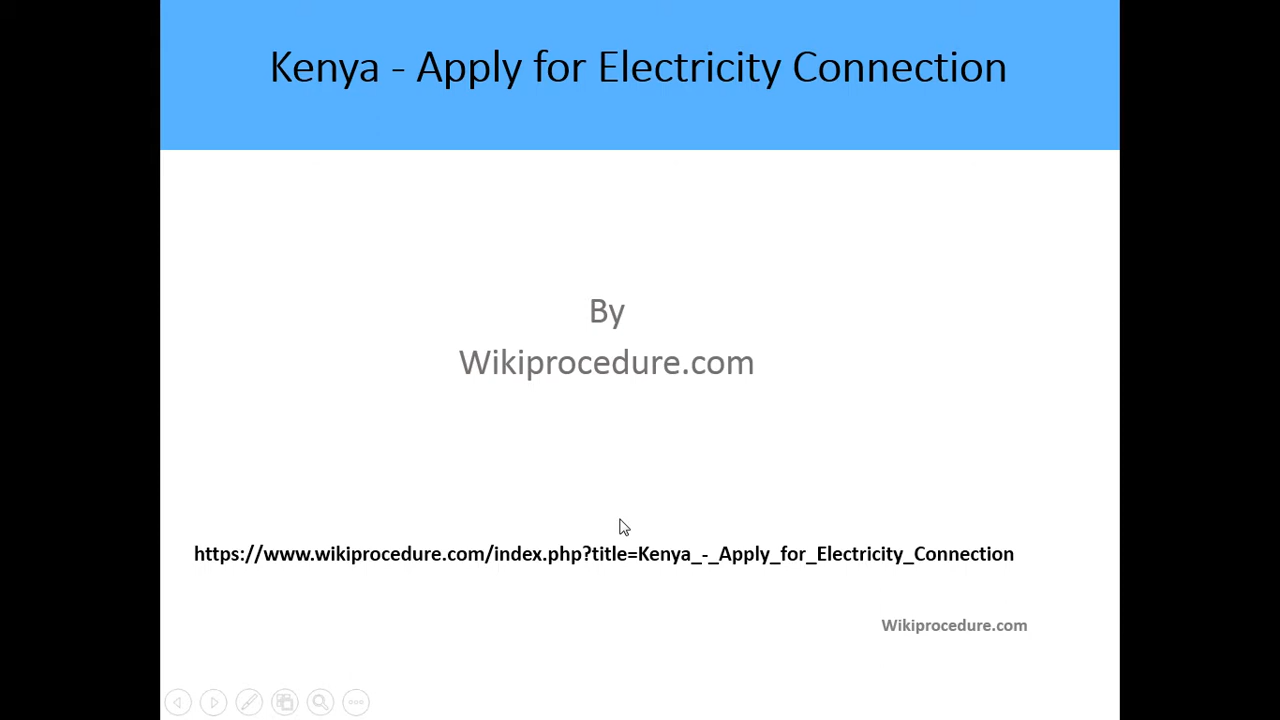 Kenya - Apply for Electricity Connection
By
Wikiprocedure.com
https://www.wikiprocedure.com/index.php?title=Kenya_-_Apply_for_Electricity_Connection
Wikiprocedure.com